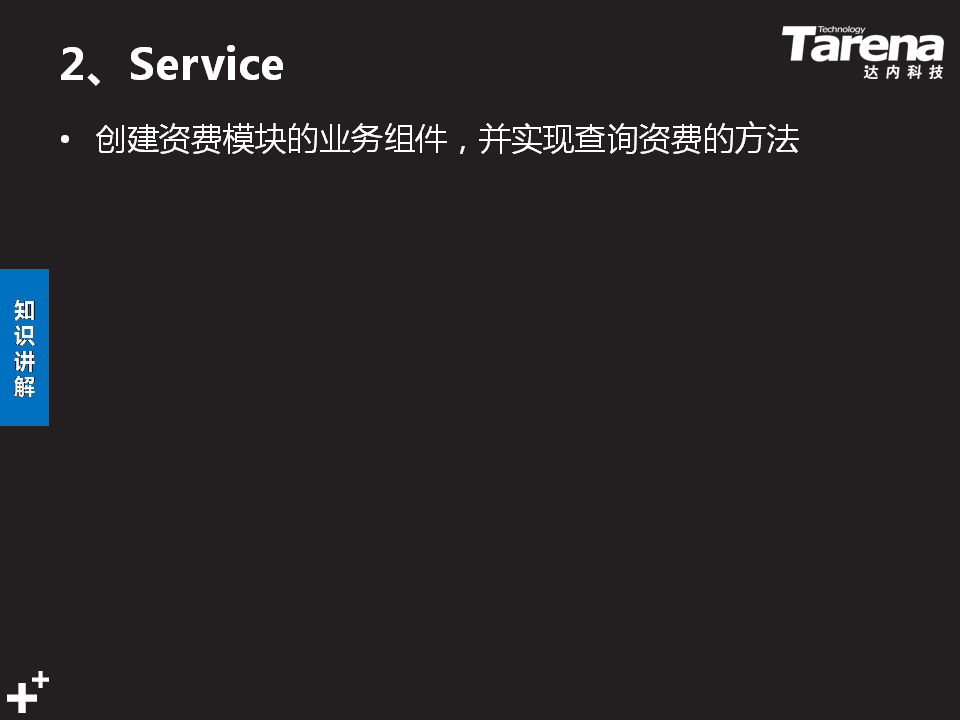 2、Service
Technology
Tarena
达内科技
• 创建资费模块的业务组件，并实现查询资费的方法
知识讲解